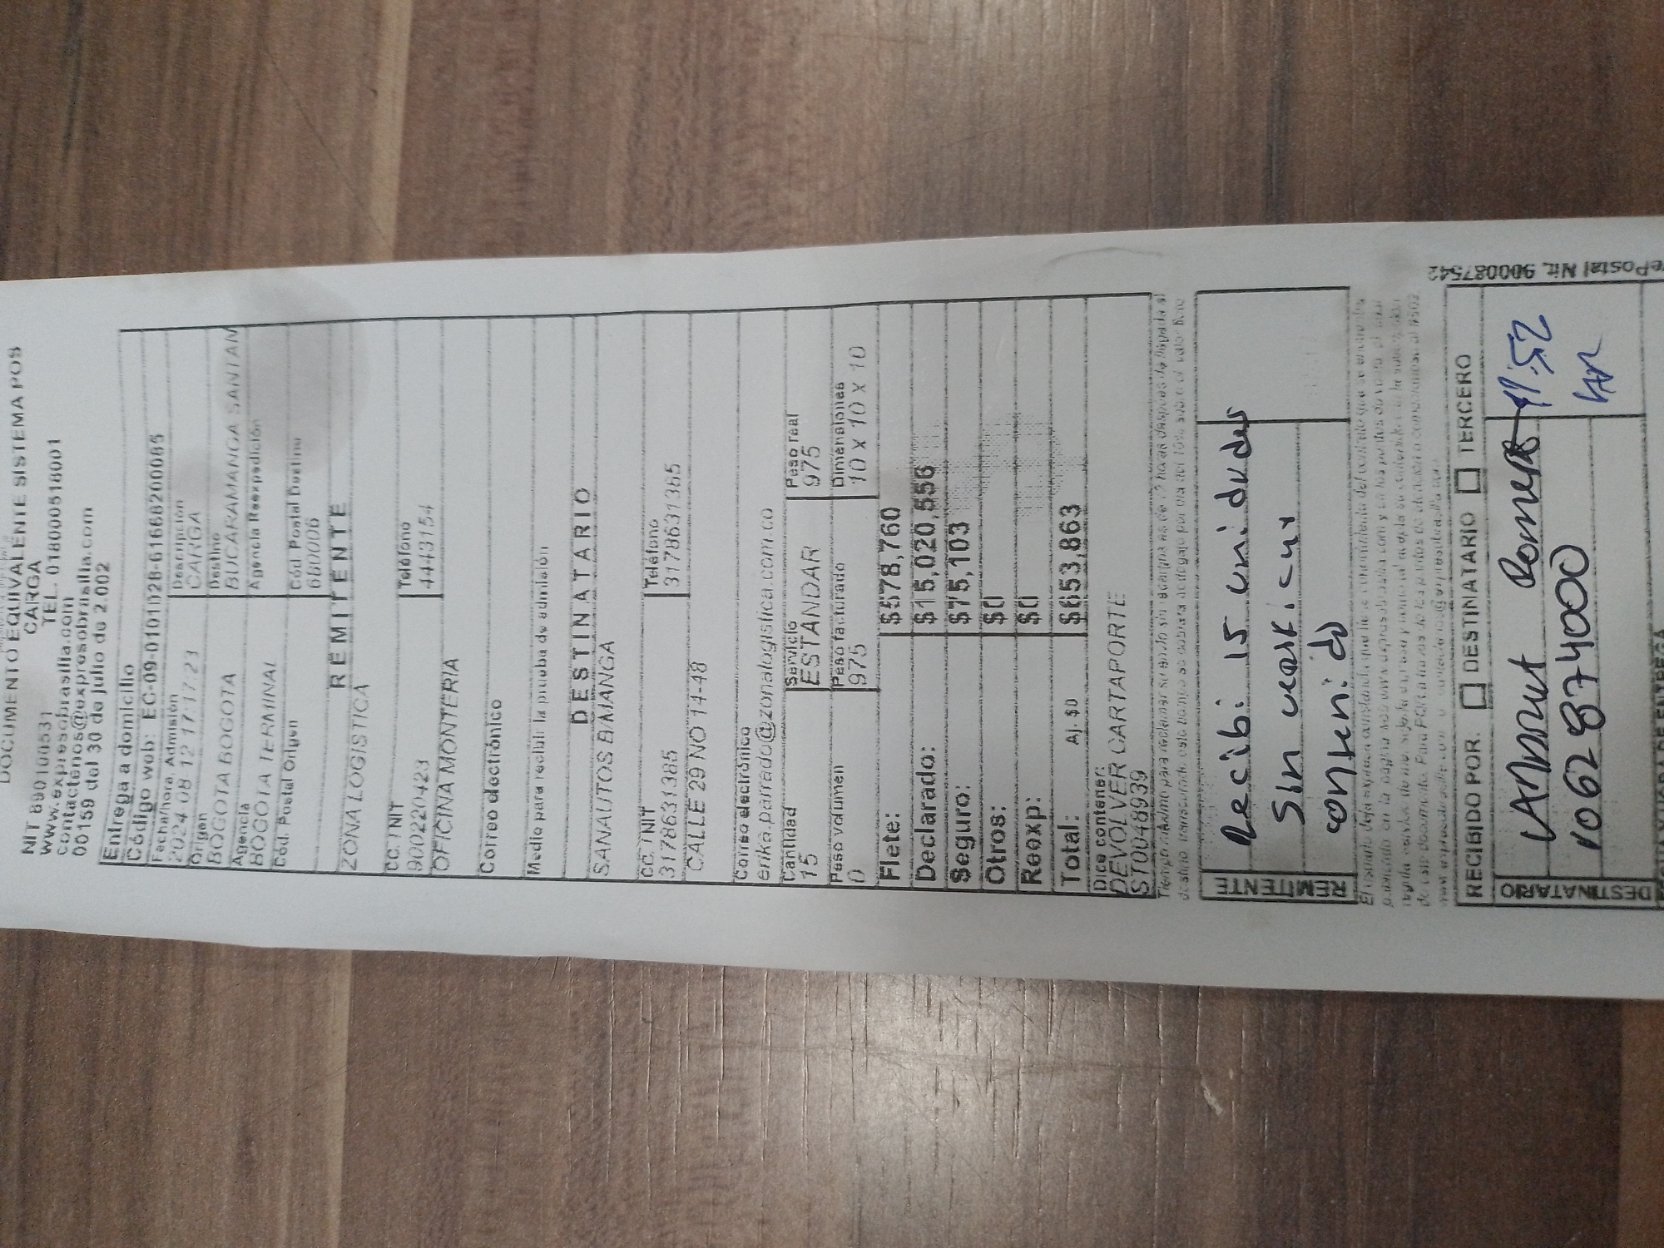 DOCUMENTO EQUIVALENTE SISTEMA POS
NIT 890100531 CARGA
www.expresobrasilia.com TEL. 018000518001
contactenos@expresobrasilia.com
00159 del 30 de julio de 2.002
Entrega a domicilio
Código web: EC-09-0101
Fecha/hora Admisión Descripción
2024 08 12 17:17:23 CARGA
Origen Destino
BOGOTA BOGOTA BUCARAMANGA SANTAN
Agencia Agencia Reexpedición
BOGOTA TERMINAL
Cód. Postal Origen Cód. Postal Destino
680006
REMITENTE
ZONA LOGISTICA
CC. / NIT Teléfono
900220423 4443154
OFICINA MONTERIA
Correo electrónico
Medio para recibir la prueba de admisión
DESTINATARIO
SANAUTOS B/MANGA
CC. / NIT Teléfono
3178631385 3178631385
CALLE 29 NO 14-48
Correo electrónico
erika.parrado@zonalogistica.com.co
Cantidad Servicio Peso real
15 ESTANDAR 975
Peso volumen Peso facturado Dimensiones
0 975 10 X 10 X 10
Flete: $578,760
Declarado: $15,020,556
Seguro: $75,103
Otros: $0
Reexp: $0
Total: Aj. $0 $653,863
Dice contener:
DEVOLVER CARTAPORTE
ST0048939
REMITENTE
Recibi 15 unidades
Sin
contenido
RECIBIDO POR. DESTINATARIO TERCERO
DESTINATARIO
11:52
1062874000
ePostal Nit. 900087542